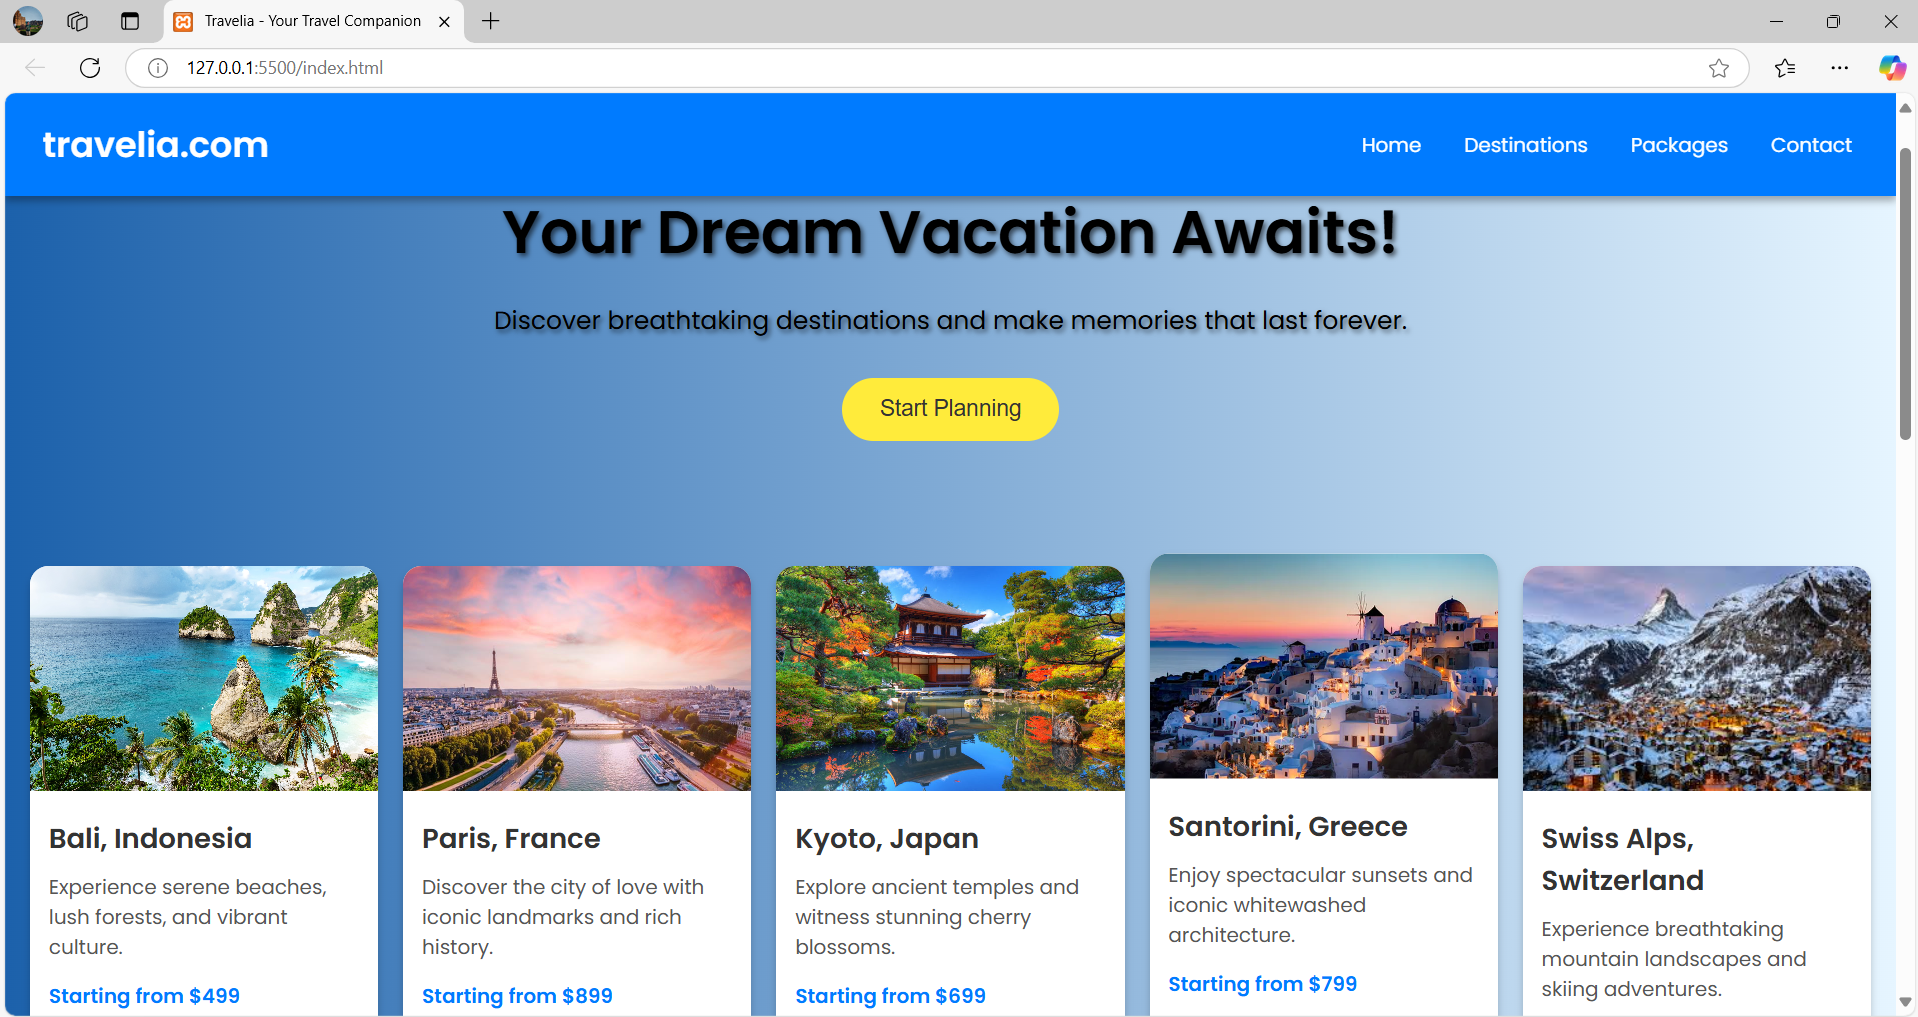 Travelia - Your Travel Companion
127.0.0.1:5500/index.html
travelia.com
Home
Destinations
Packages
Contact
Your Dream Vacation Awaits!
Discover breathtaking destinations and make memories that last forever.
Start Planning
Bali, Indonesia
Experience serene beaches,
lush forests, and vibrant
culture.
Starting from $499
Paris, France
Discover the city of love with
iconic landmarks and rich
history.
Starting from $899
Kyoto, Japan
Explore ancient temples and
witness stunning cherry
blossoms.
Starting from $699
Santorini, Greece
Enjoy spectacular sunsets and
iconic whitewashed
architecture.
Starting from $799
Swiss Alps,
Switzerland
Experience breathtaking
mountain landscapes and
skiing adventures.